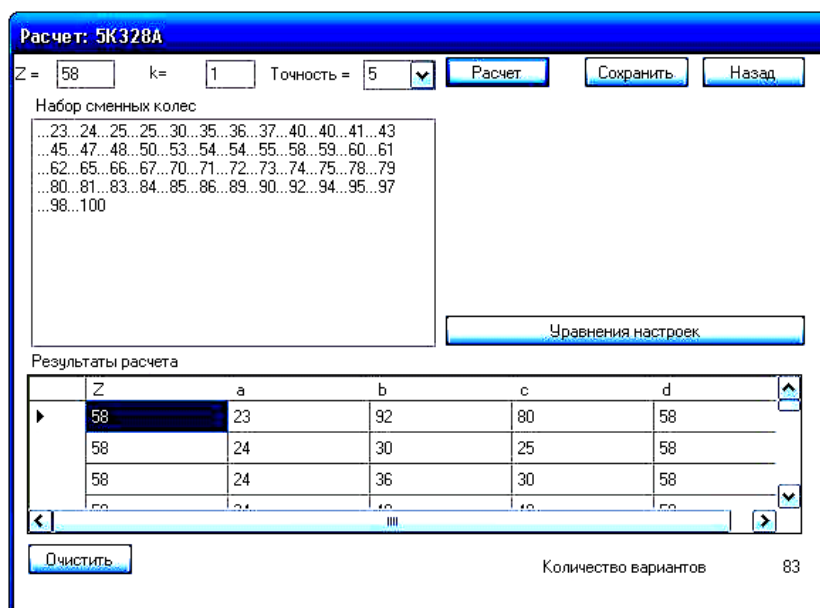 Расчет: 5К328А
Z = 58 k= 1 Точность = 5 Расчет Сохранить Назад
Набор сменных колес
...23...24...25...25...30...35...36...37...40...40...41...43
...45...47...48...50...53...54...54...55...58...59...60...61
...62...65...66...67...70...71...72...73...74...75...78...79
...80...81...83...84...85...86...89...90...92...94...95...97
...98...100
Уравнения настроек
Результаты расчета
Z a b c d
58 23 92 80 58
58 24 30 25 58
58 24 36 30 58
Очистить
Количество вариантов 83